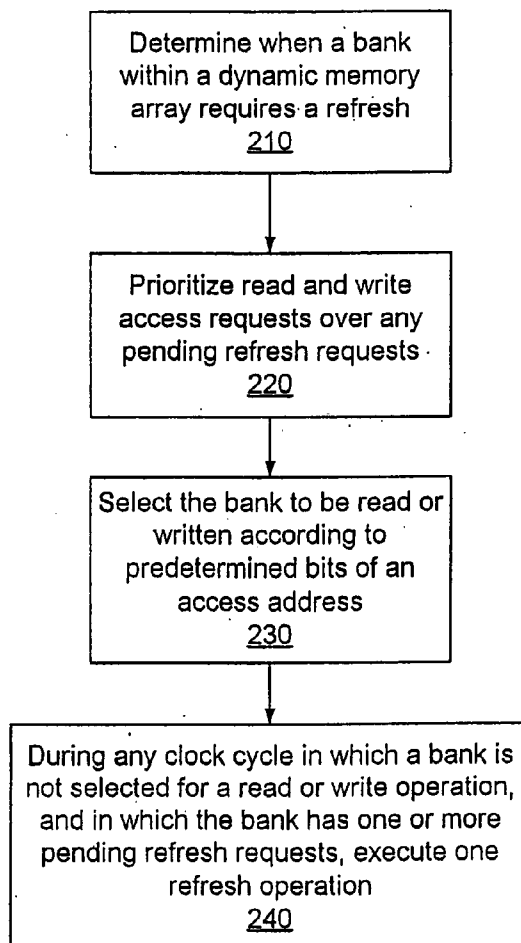 Determine when a bank
within a dynamic memory
array requires a refresh
210
Prioritize read and write
access requests over any
pending refresh requests
220
Select the bank to be read or
written according to
predetermined bits of an
access address
230
During any clock cycle in which a bank is
not selected for a read or write operation,
and in which the bank has one or more
pending refresh requests, execute one
refresh operation
240